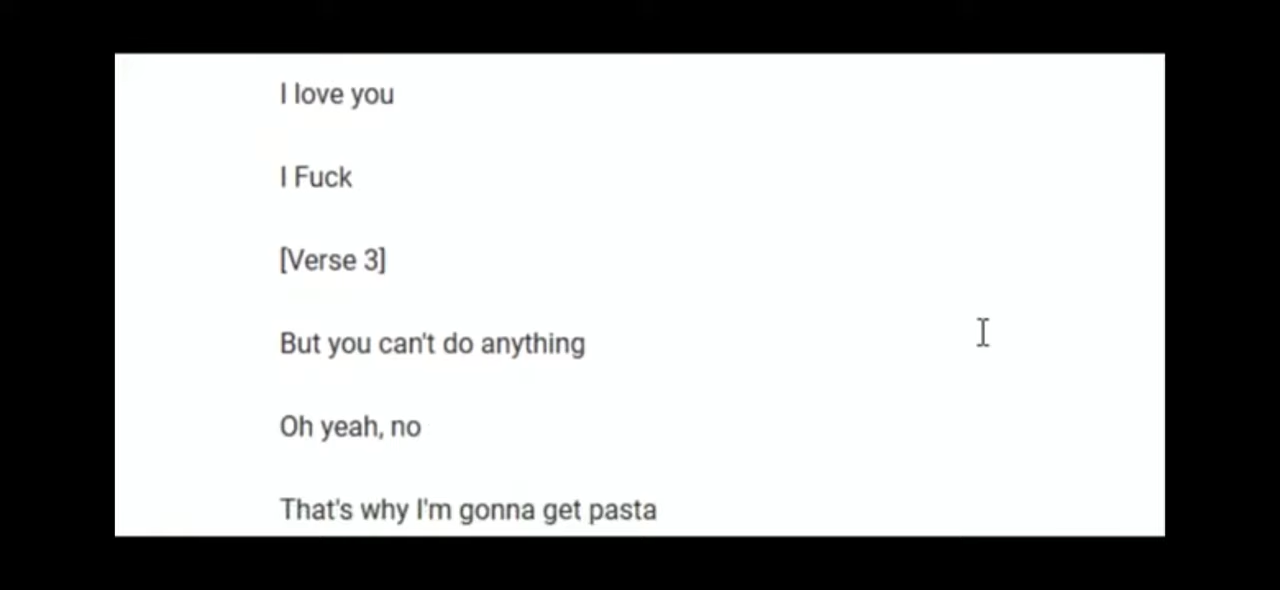 I love you
I Fuck
[Verse 3]
But you can't do anything
Oh yeah, no
That's why I'm gonna get pasta